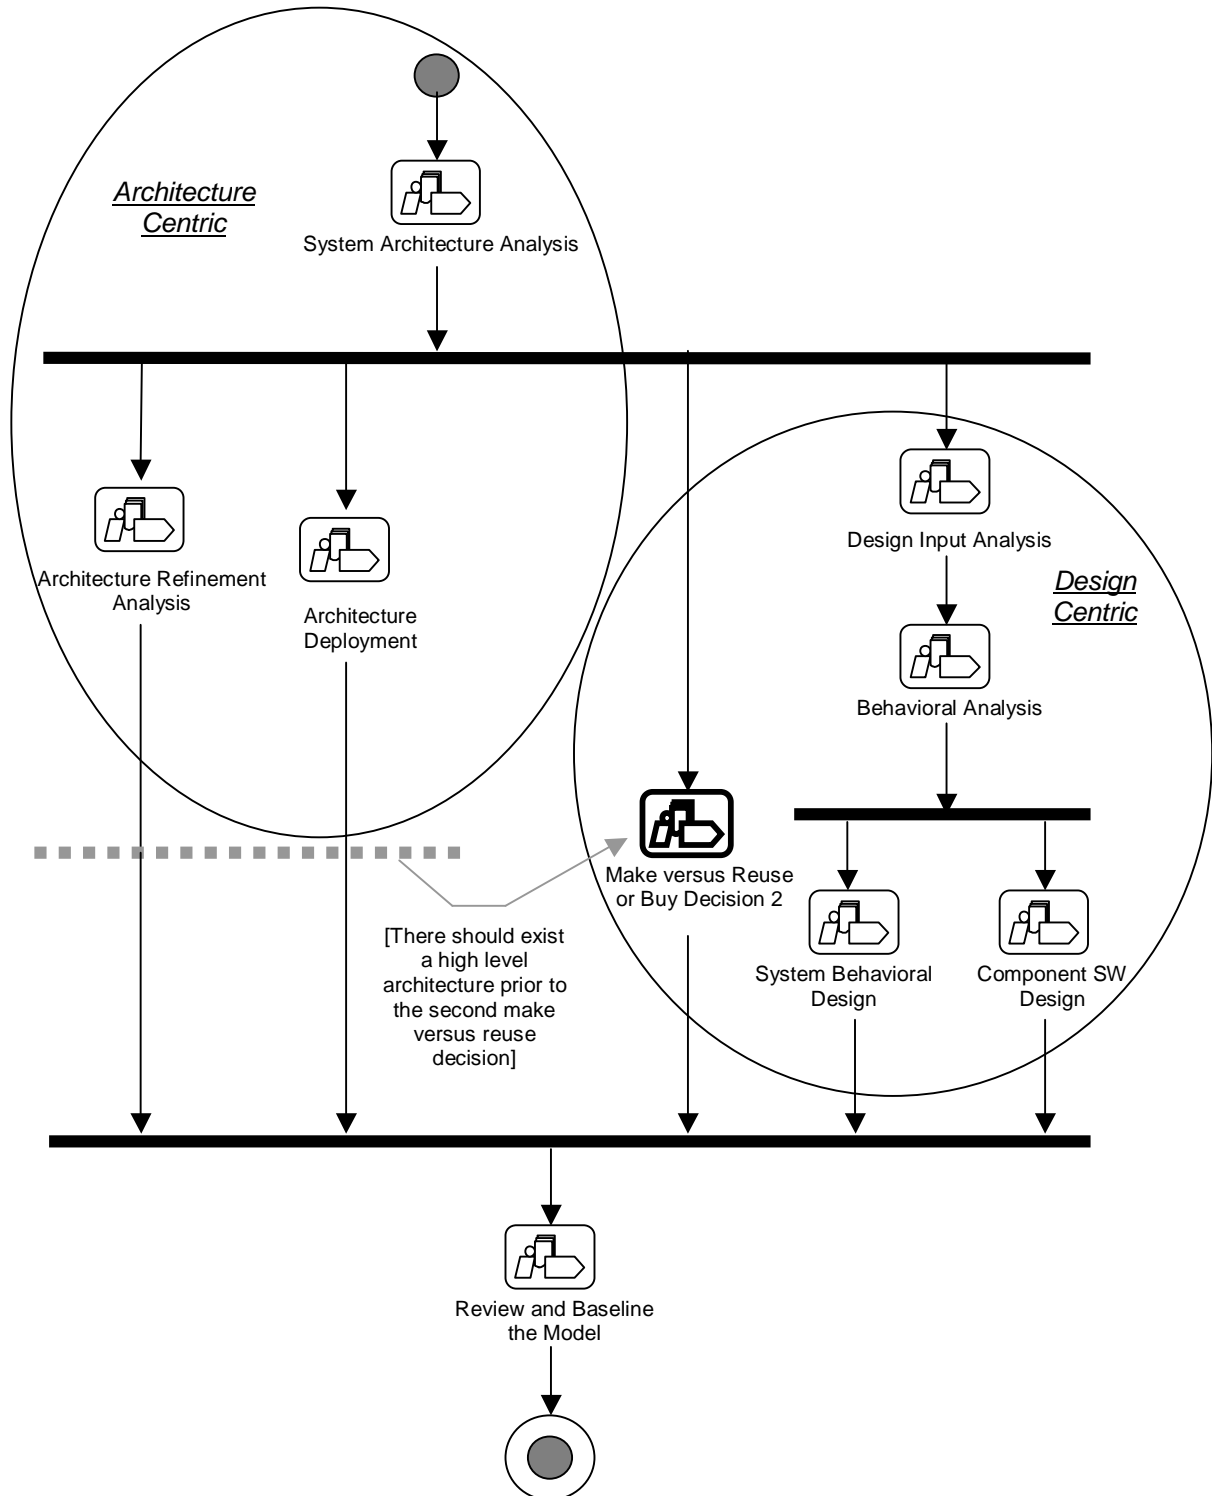 Architecture
Centric
System Architecture Analysis
Architecture Refinement
Analysis
Architecture
Deployment
Design Input Analysis
Design
Centric
Behavioral Analysis
Make versus Reuse
or Buy Decision 2
[There should exist
a high level
architecture prior to
the second make
versus reuse
decision]
System Behavioral
Design
Component SW
Design
Review and Baseline
the Model